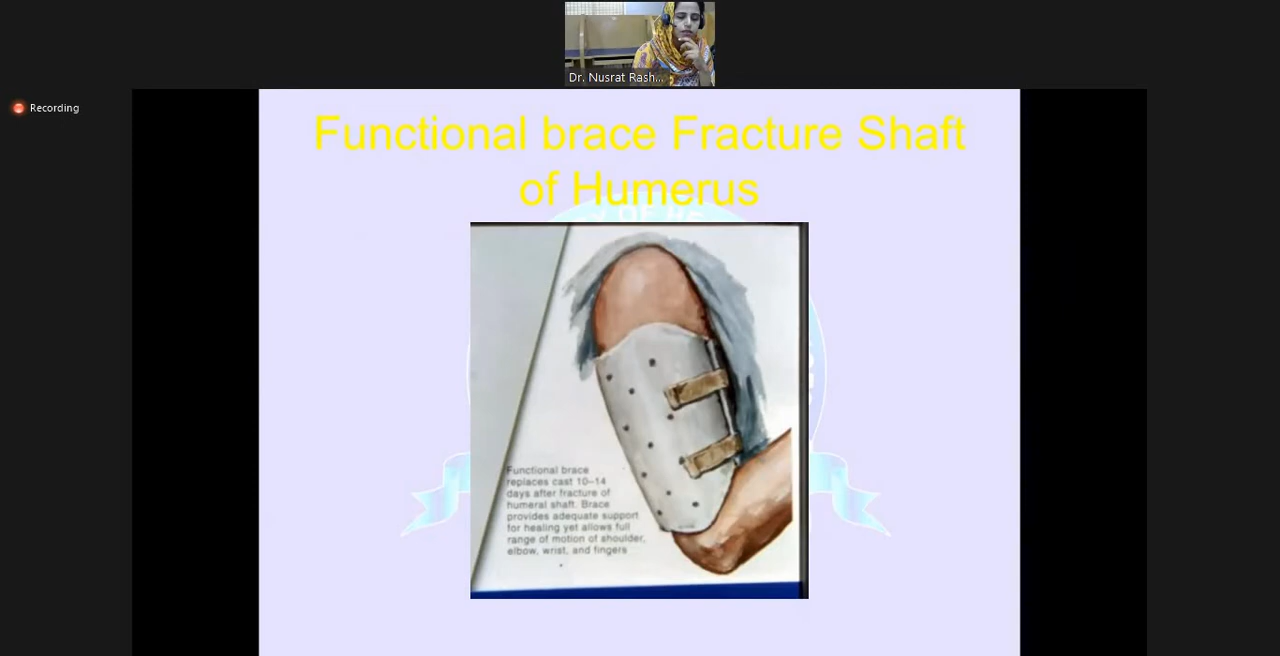 Dr. Nusrat Rash...
Recording
Functional brace Fracture Shaft
of Humerus
Functional brace
replaces cast 10–14
days after fracture of
humeral shaft. Brace
provides adequate support
for healing yet allows full
range of motion of shoulder,
elbow, wrist, and fingers